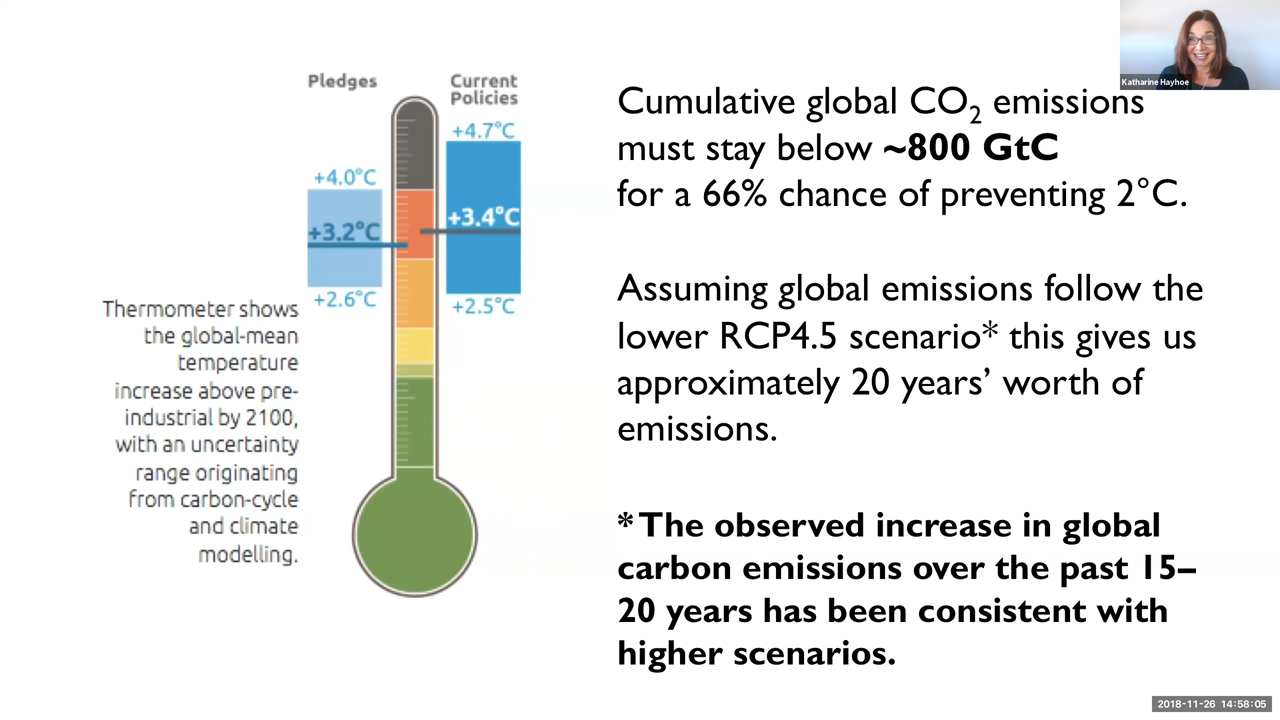 Katharine Hayhoe
Pledges
Current
Policies
+4.7°C
+4.0°C
+3.4°C
+3.2°C
+2.6°C
+2.5°C
Thermometer shows
the global-mean
temperature
increase above pre-
industrial by 2100,
with an uncertainty
range originating
from carbon-cycle
and climate
modelling.
Cumulative global CO₂ emissions
must stay below ~800 GtC
for a 66% chance of preventing 2°C.
Assuming global emissions follow the
lower RCP4.5 scenario* this gives us
approximately 20 years’ worth of
emissions.
* The observed increase in global
carbon emissions over the past 15–
20 years has been consistent with
higher scenarios.
2018-11-26 14:58:05